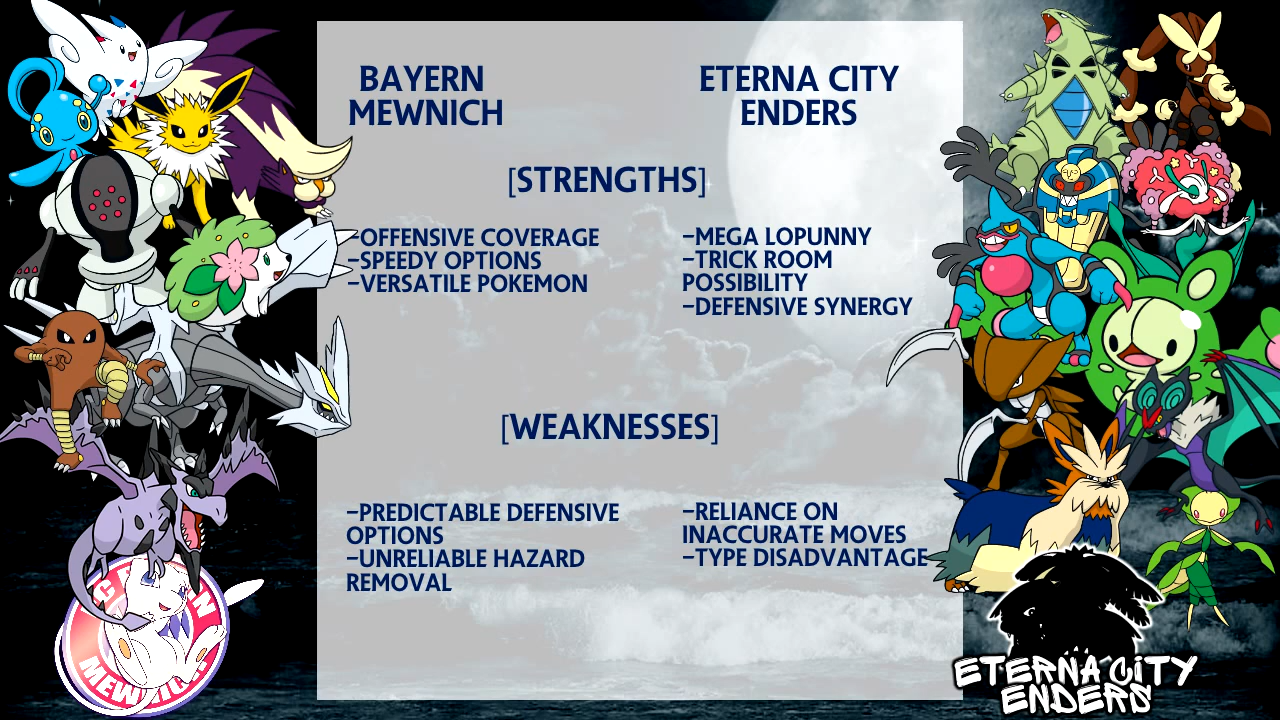 BAYERN
MEWNICH
ETERNA CITY
ENDERS
[STRENGTHS]
-OFFENSIVE COVERAGE
-SPEEDY OPTIONS
-VERSATILE POKEMON
-MEGA LOPUNNY
-TRICK ROOM
POSSIBILITY
-DEFENSIVE SYNERGY
[WEAKNESSES]
-PREDICTABLE DEFENSIVE
OPTIONS
-UNRELIABLE HAZARD
REMOVAL
-RELIANCE ON
INACCURATE MOVES
-TYPE DISADVANTAGE
ETERNA CITY
ENDERS